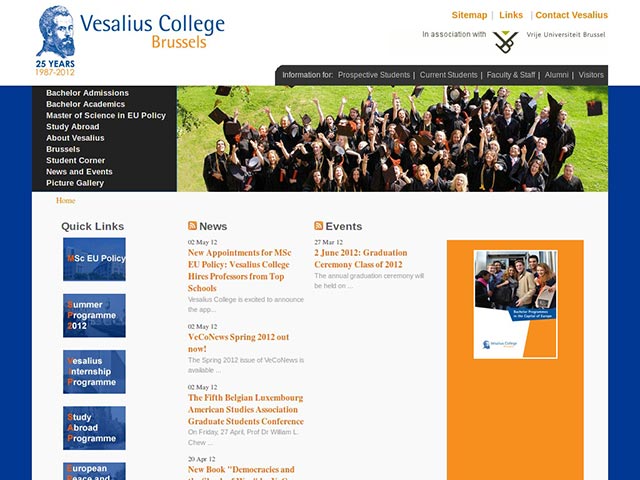 Vesalius College
Brussels
25 YEARS
1987-2012
Sitemap | Links | Contact Vesalius
In association with
Vrije Universiteit Brussel
Information for: Prospective Students | Current Students | Faculty & Staff | Alumni | Visitors
Bachelor Admissions
Bachelor Academics
Master of Science in EU Policy
Study Abroad
About Vesalius
Brussels
Student Corner
News and Events
Picture Gallery
Home
Quick Links
MSc EU Policy
Summer
Programme
2012
Vesalius
Internship
Programme
Study
Abroad
Programme
European
Peace and
News
02 May 12
New Appointments for MSc
EU Policy: Vesalius College
Hires Professors from Top
Schools
Vesalius College is excited to announce
the app...
02 May 12
VeCoNews Spring 2012 out
now!
The Spring 2012 issue of VeCoNews is
available ...
02 May 12
The Fifth Belgian Luxembourg
American Studies Association
Graduate Students Conference
On Friday, 27 April, Prof Dr William L.
Chew ...
20 Apr 12
New Book "Democracies and
Events
27 Mar 12
2 June 2012: Graduation
Ceremony Class of 2012
The annual graduation ceremony will
be held on ...
Bachelor Programmes
in the Capital of Europe
Vesalius College